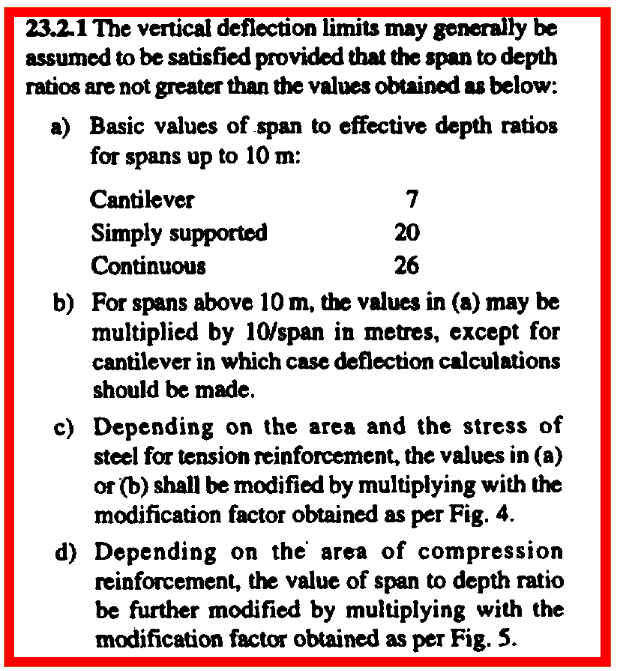 23.2.1 The vertical deflection limits may generally be
assumed to be satisfied provided that the span to depth
ratios are not greater than the values obtained as below:
a) Basic values of span to effective depth ratios
for spans up to 10 m:
Cantilever 7
Simply supported 20
Continuous 26
b) For spans above 10 m, the values in (a) may be
multiplied by 10/span in metres, except for
cantilever in which case deflection calculations
should be made.
c) Depending on the area and the stress of
steel for tension reinforcement, the values in (a)
or (b) shall be modified by multiplying with the
modification factor obtained as per Fig. 4.
d) Depending on the area of compression
reinforcement, the value of span to depth ratio
be further modified by multiplying with the
modification factor obtained as per Fig. 5.